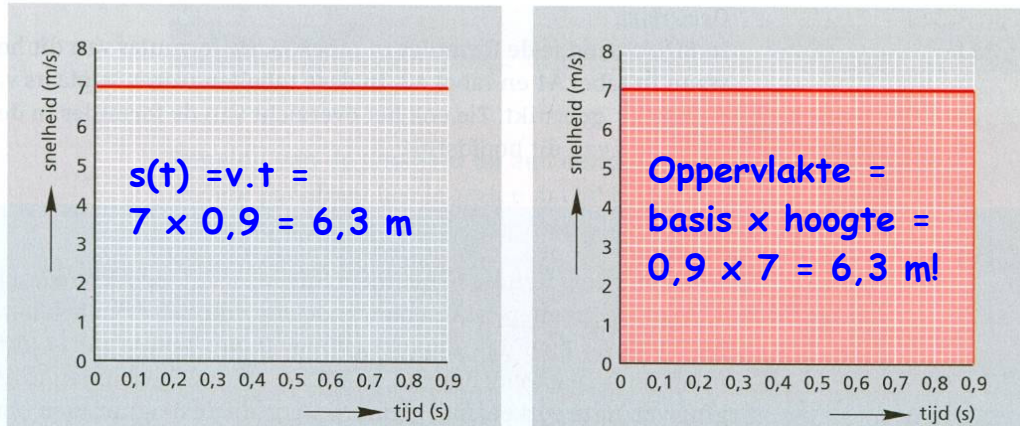 snelheid (m/s)
8
7
6
5
4
3
2
1
0
s(t) =v.t =
7 x 0,9 = 6,3 m
0 0,1 0,2 0,3 0,4 0,5 0,6 0,7 0,8 0,9
tijd (s)
snelheid (m/s)
8
7
6
5
4
3
2
1
0
Oppervlakte =
basis x hoogte =
0,9 x 7 = 6,3 m!
0 0,1 0,2 0,3 0,4 0,5 0,6 0,7 0,8 0,9
tijd (s)